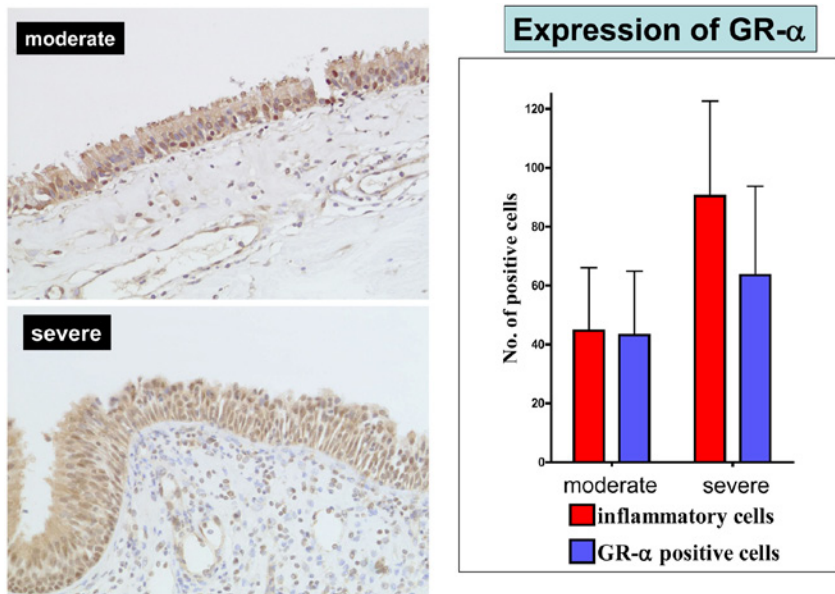 moderate
severe
Expression of GR-α
No. of positive cells
120
100
80
60
40
20
0
moderate severe
inflammatory cells
GR-α positive cells